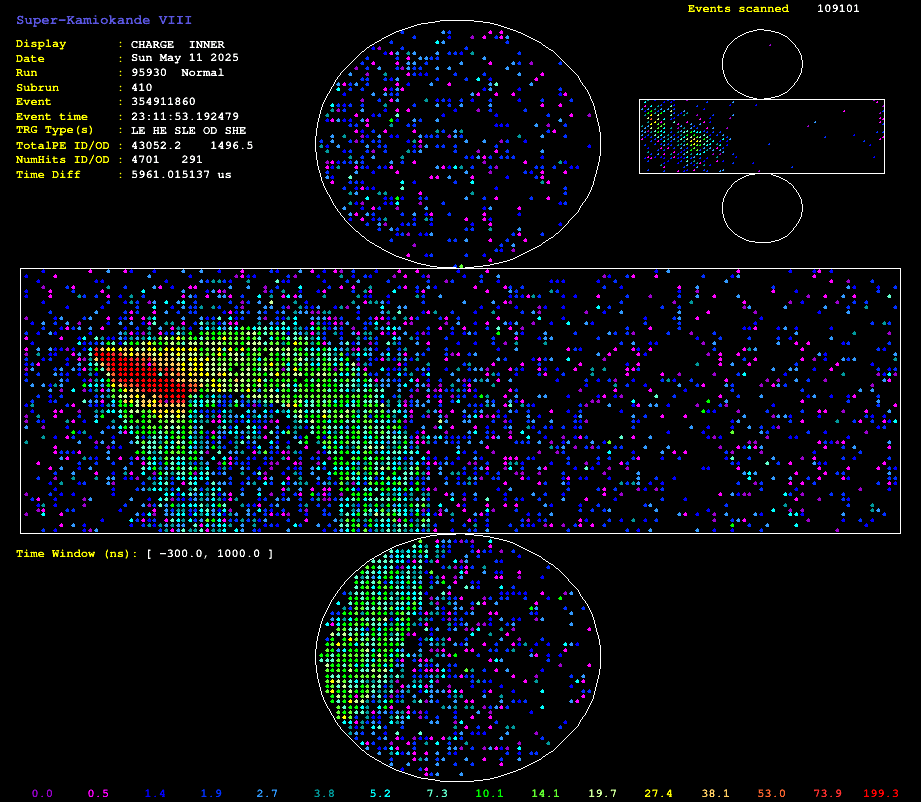 Super-Kamiokande VIII
Events scanned 109101
Display : CHARGE INNER
Date : Sun May 11 2025
Run : 95930 Normal
Subrun : 410
Event : 354911860
Event time : 23:11:53.192479
TRG Type(s) : LE HE SLE OD SHE
TotalPE ID/OD : 43052.2 1496.5
NumHits ID/OD : 4701 291
Time Diff : 5961.015137 us
Time Window (ns): [ −300.0, 1000.0 ]
0.0 0.5 1.4 1.9 2.7 3.8 5.2 7.3 10.1 14.1 19.7 27.4 38.1 53.0 73.9 199.3